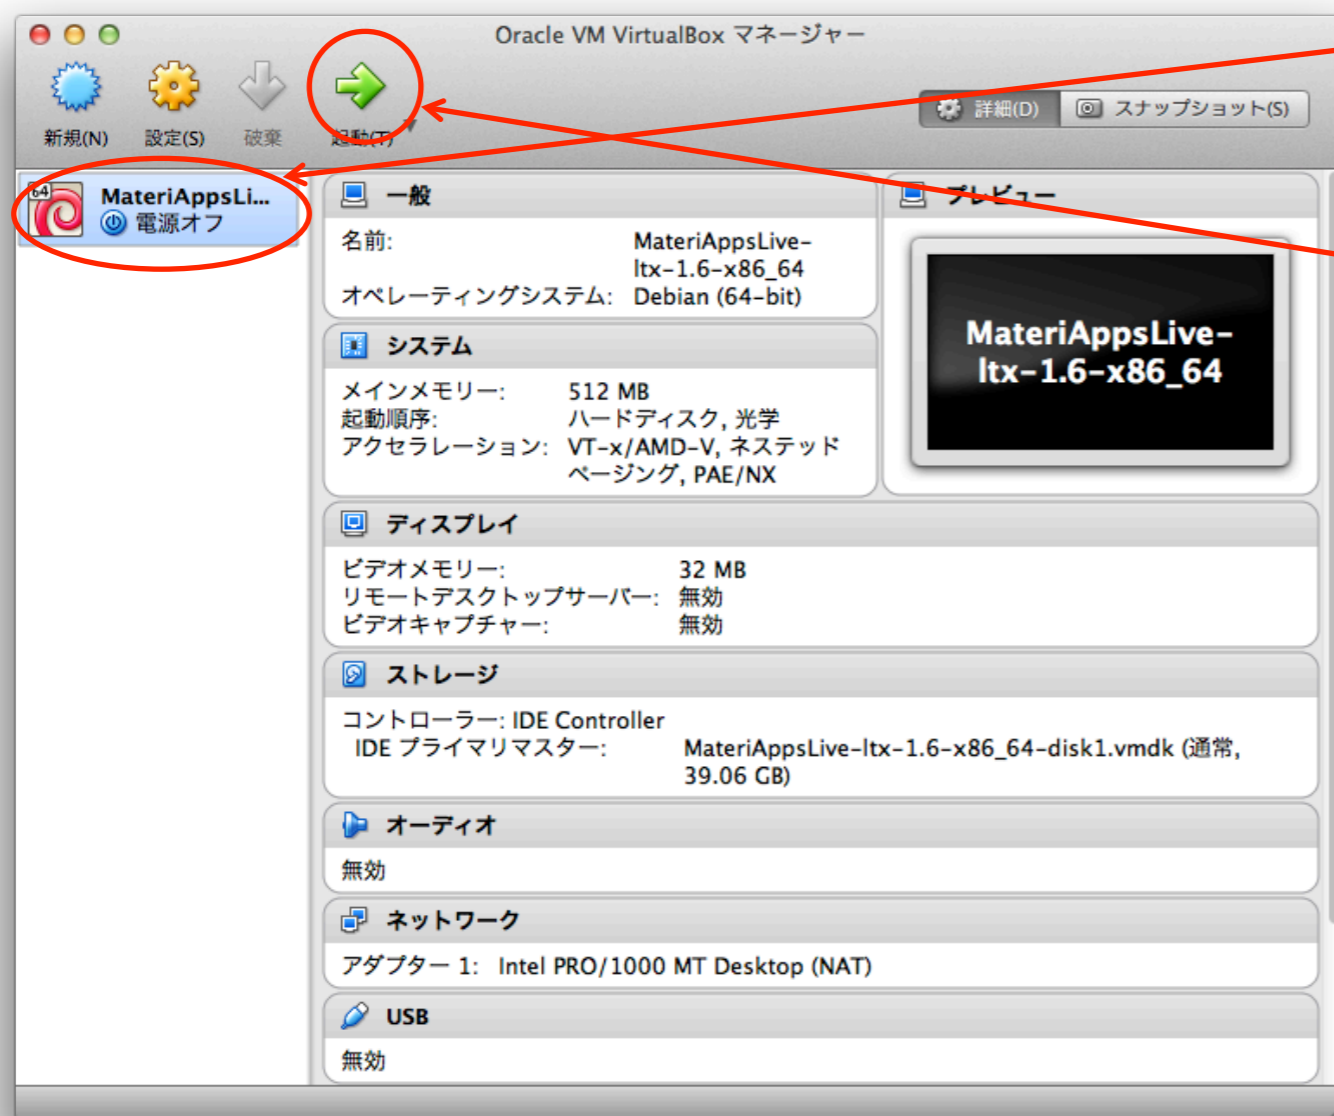 Oracle VM VirtualBox マネージャー
新規(N) 設定(S) 破棄 起動(T)
詳細(D) スナップショット(S)
64
MateriAppsLi...
電源オフ
一般
名前: MateriAppsLive-
ltx-1.6-x86_64
オペレーティングシステム: Debian (64-bit)
プレビュー
MateriAppsLive-
ltx-1.6-x86_64
システム
メインメモリー: 512 MB
起動順序: ハードディスク, 光学
アクセラレーション: VT-x/AMD-V, ネステッド
ページング, PAE/NX
ディスプレイ
ビデオメモリー: 32 MB
リモートデスクトップサーバー: 無効
ビデオキャプチャー: 無効
ストレージ
コントローラー: IDE Controller
IDE プライマリマスター: MateriAppsLive-ltx-1.6-x86_64-disk1.vmdk (通常,
39.06 GB)
オーディオ
無効
ネットワーク
アダプター 1: Intel PRO/1000 MT Desktop (NAT)
USB
無効